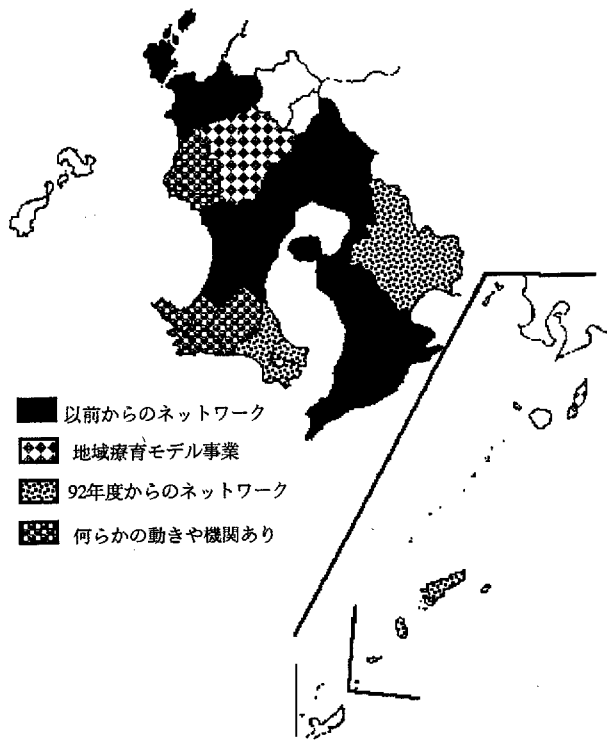 以前からのネットワーク
地域療育モデル事業
92年度からのネットワーク
何らかの動きや機関あり